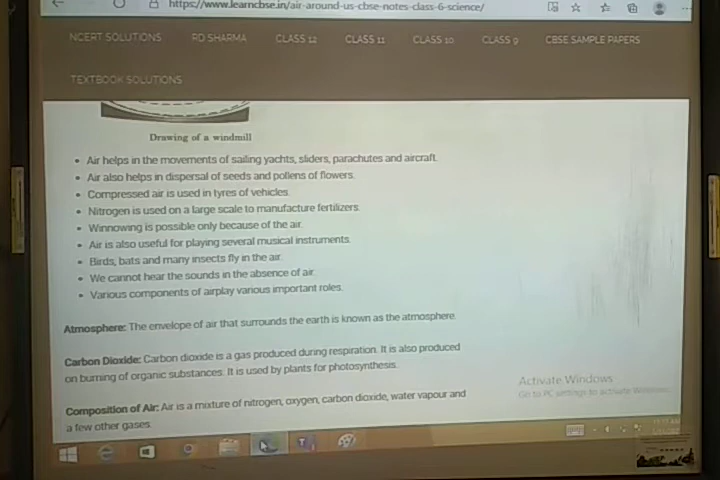 https://www.learncbse.in/air-around-us-cbse-notes-class-6-science/
NCERT SOLUTIONS RD SHARMA CLASS 12 CLASS 11 CLASS 10 CLASS 9 CBSE SAMPLE PAPERS
TEXTBOOK SOLUTIONS
Drawing of a windmill
• Air helps in the movements of sailing yachts, sliders, parachutes and aircraft.
• Air also helps in dispersal of seeds and pollens of flowers.
• Compressed air is used in tyres of vehicles.
• Nitrogen is used on a large scale to manufacture fertilizers.
• Winnowing is possible only because of the air.
• Air is also useful for playing several musical instruments.
• Birds, bats and many insects fly in the air.
• We cannot hear the sounds in the absence of air.
• Various components of airplay various important roles.
Atmosphere: The envelope of air that surrounds the earth is known as the atmosphere.
Carbon Dioxide: Carbon dioxide is a gas produced during respiration. It is also produced
on burning of organic substances. It is used by plants for photosynthesis.
Composition of Air: Air is a mixture of nitrogen, oxygen, carbon dioxide, water vapour and
a few other gases.
Activate Windows
Go to PC settings to activate Windows.